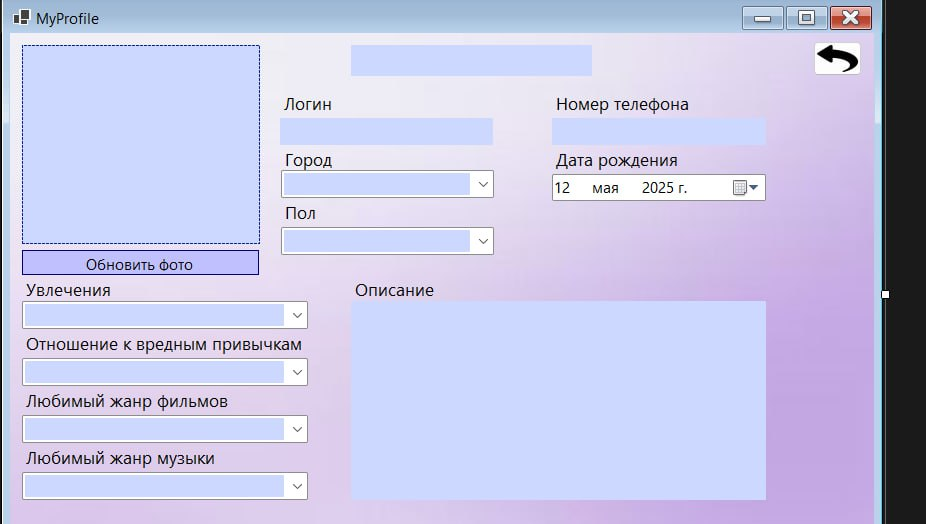 MyProfile
Логин
Номер телефона
Город
Дата рождения
12 мая 2025 г.
Пол
Обновить фото
Увлечения
Описание
Отношение к вредным привычкам
Любимый жанр фильмов
Любимый жанр музыки